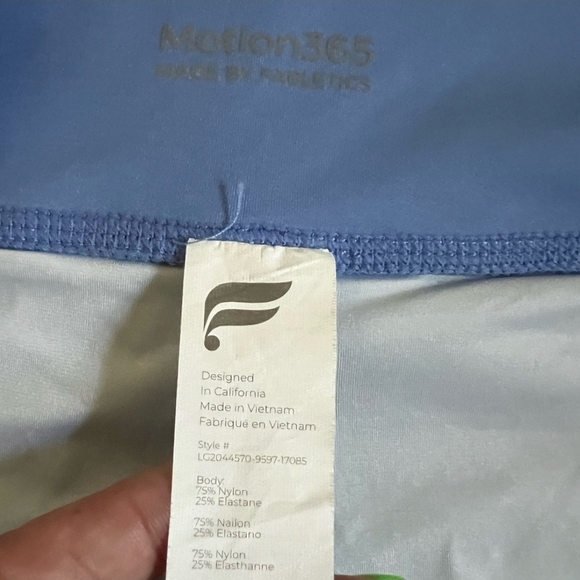 Motion365
MADE BY FABLETICS
Designed
In California
Made in Vietnam
Fabriqué en Vietnam
Style #
LG2044570-9597-17085
Body:
75% Nylon
25% Elastane
75% Nailon
25% Elastano
75% Nylon
25% Elasthanne